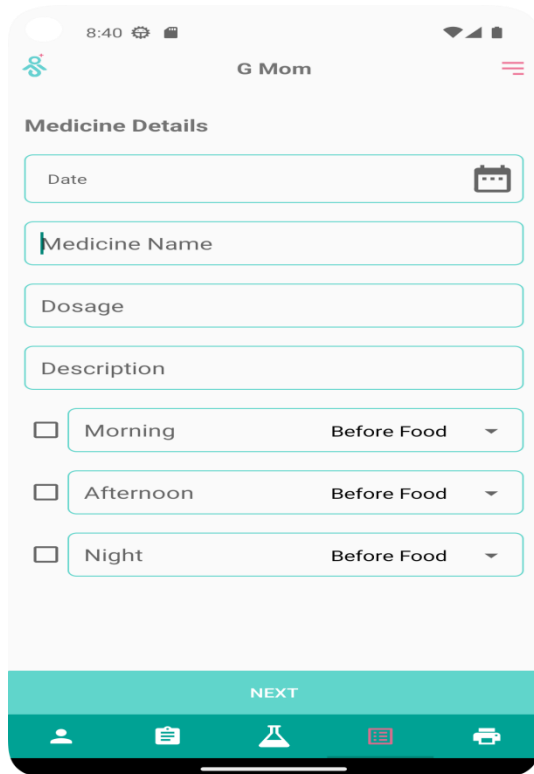 8:40
G Mom
Medicine Details
Date
Medicine Name
Dosage
Description
Morning Before Food
Afternoon Before Food
Night Before Food
NEXT